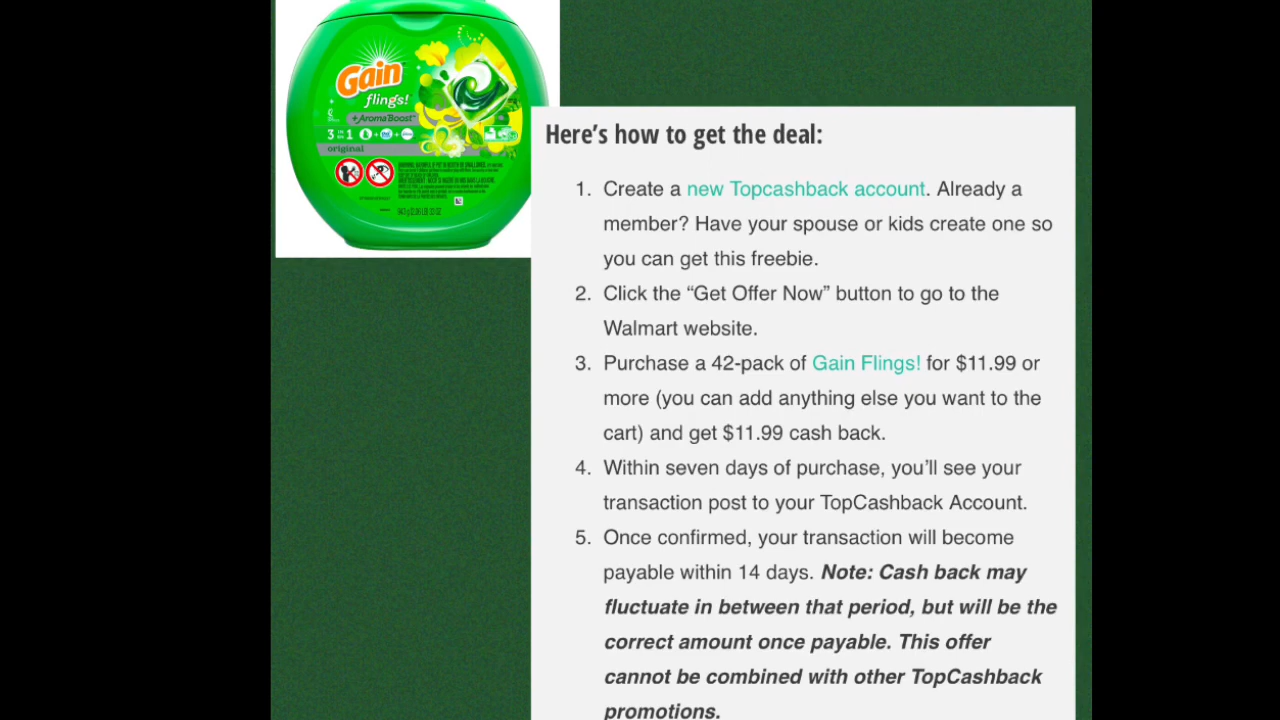 Gain
flings!
+AromaBoost™
3 IN 1
original
Here's how to get the deal:
1. Create a new Topcashback account. Already a
member? Have your spouse or kids create one so
you can get this freebie.
2. Click the “Get Offer Now” button to go to the
Walmart website.
3. Purchase a 42-pack of Gain Flings! for $11.99 or
more (you can add anything else you want to the
cart) and get $11.99 cash back.
4. Within seven days of purchase, you’ll see your
transaction post to your TopCashback Account.
5. Once confirmed, your transaction will become
payable within 14 days. Note: Cash back may
fluctuate in between that period, but will be the
correct amount once payable. This offer
cannot be combined with other TopCashback
promotions.